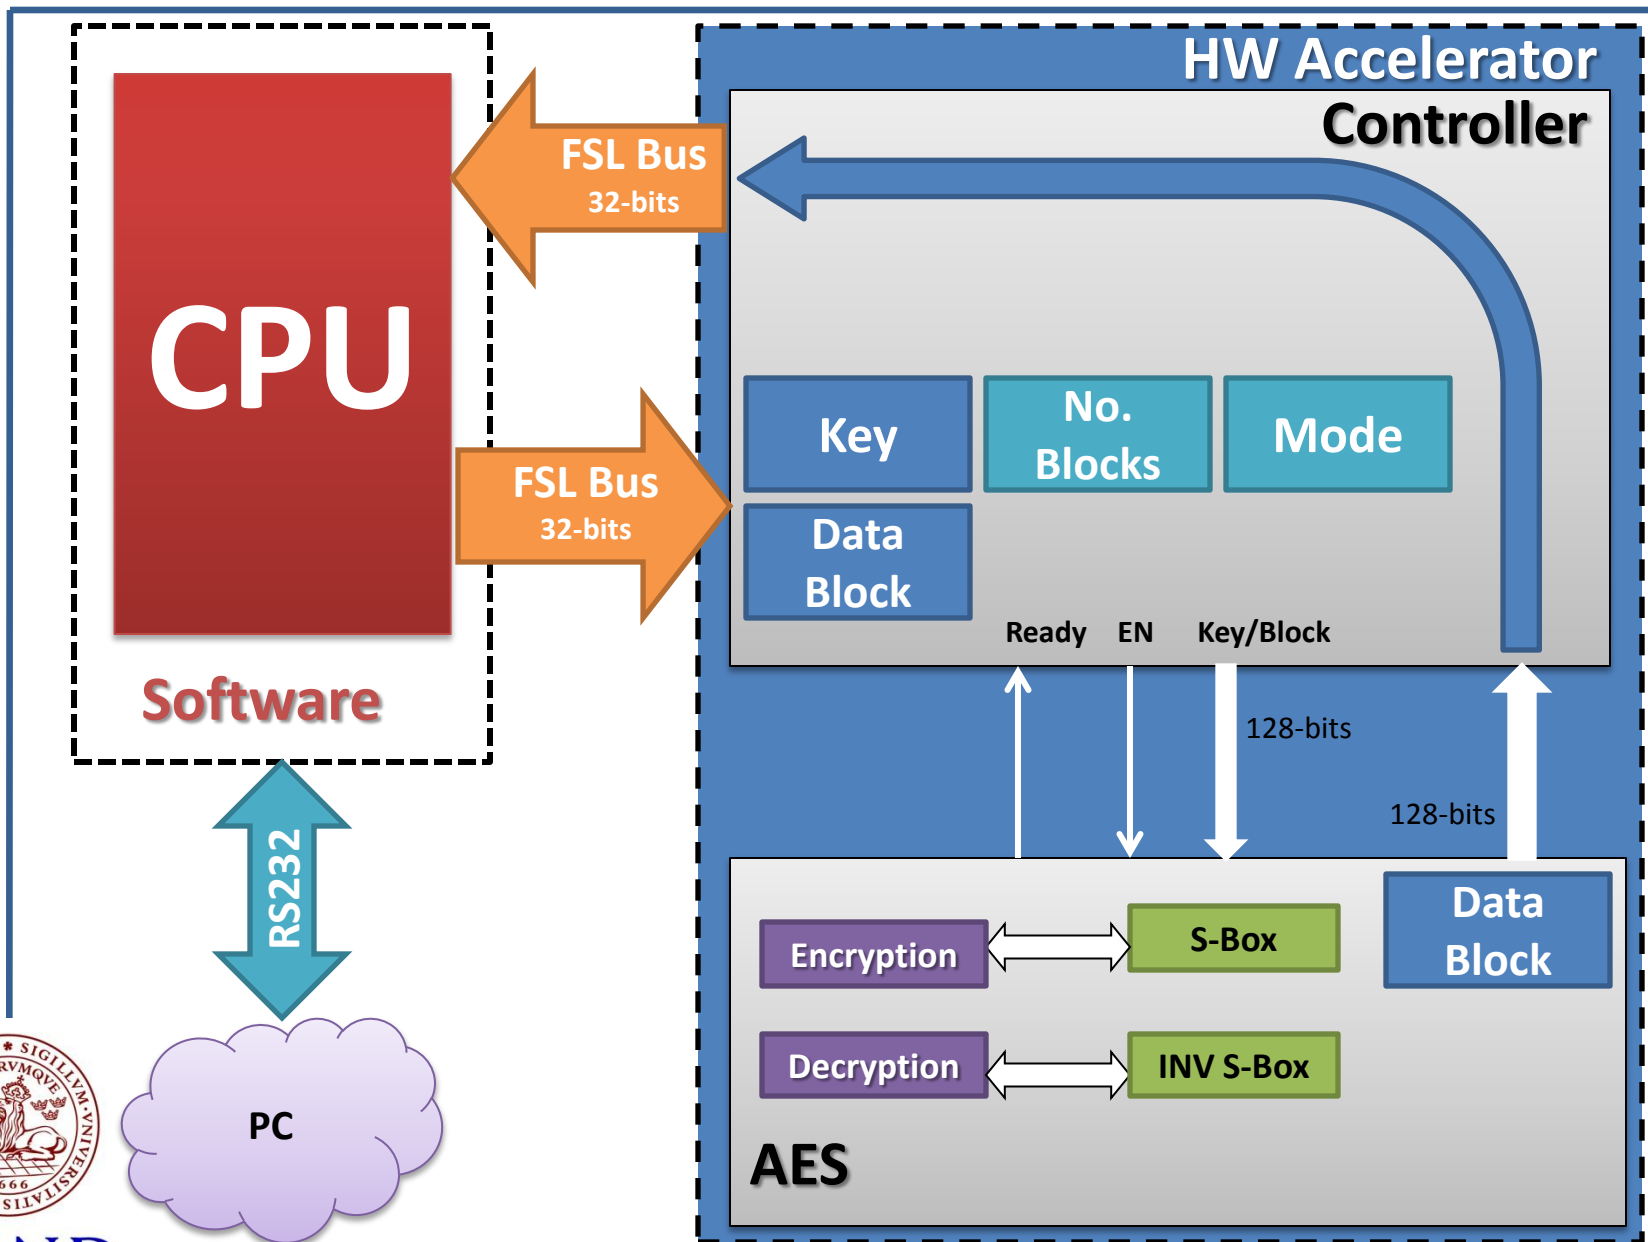 HW Accelerator
Controller
FSL Bus
32-bits
CPU
Key
No.
Blocks
Mode
FSL Bus
32-bits
Data
Block
Ready EN Key/Block
Software
128-bits
128-bits
RS232
Data
Block
Encryption
S-Box
Decryption
INV S-Box
PC
AES